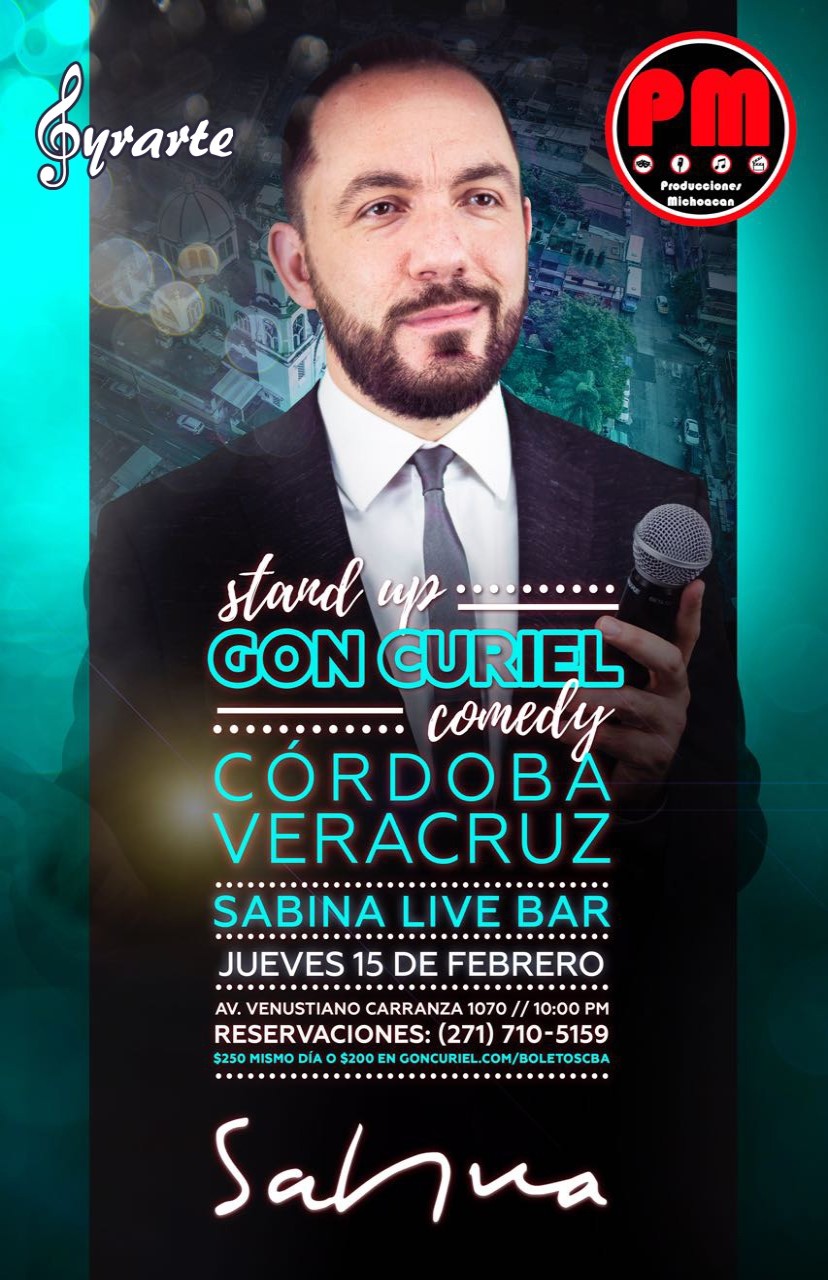 Gyrarte
PM
Producciones
Michoacan
stand up
GON CURIEL
comedy
CÓRDOBA
VERACRUZ
SABINA LIVE BAR
JUEVES 15 DE FEBRERO
AV. VENUSTIANO CARRANZA 1070 // 10:00 PM
RESERVACIONES: (271) 710-5159
$250 MISMO DÍA O $200 EN GONCURIEL.COM/BOLETOSCBA
Sabina